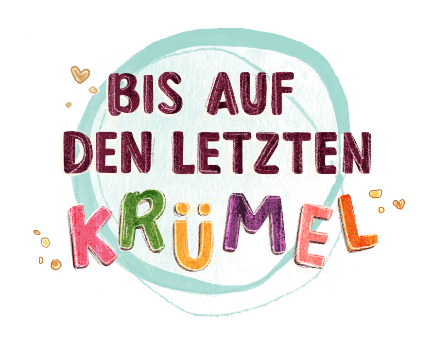 BIS AUF
DEN LETZTEN
KRÜMEL